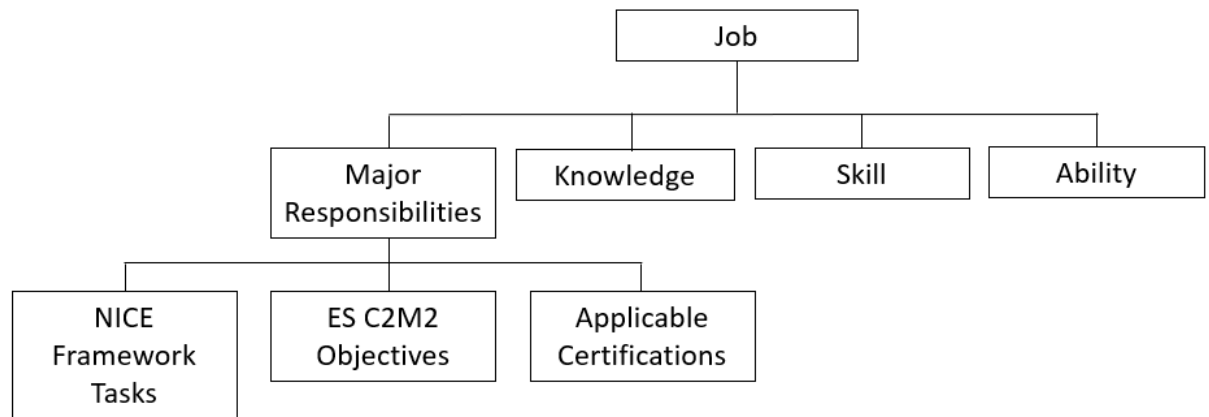 Job
Major
Responsibilities
Knowledge
Skill
Ability
NICE
Framework
Tasks
ES C2M2
Objectives
Applicable
Certifications